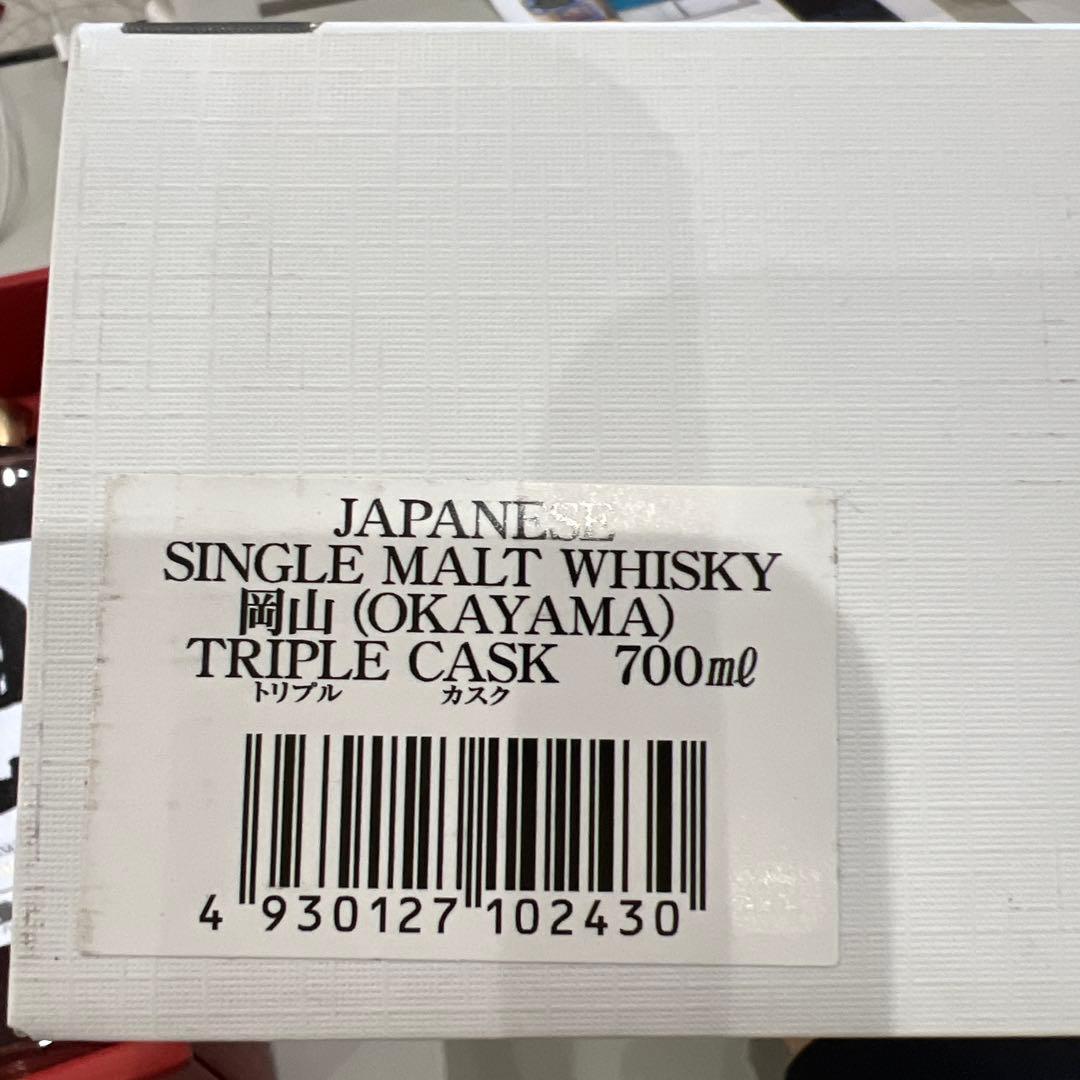 JAPANESE
SINGLE MALT WHISKY
岡山 (OKAYAMA)
TRIPLE CASK 700ml
トリプル カスク
4 930127 102430